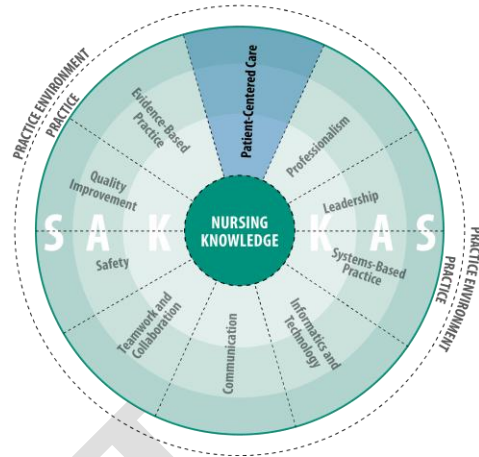 PRACTICE ENVIRONMENT
PRACTICE
Patient-Centered Care
Evidence-Based
Practice
Professionalism
Quality
Improvement
Leadership
S A K
NURSING
KNOWLEDGE
K A S
Safety
Systems-Based
Practice
Teamwork and
Collaboration
Communication
Informatics and
Technology
PRACTICE
PRACTICE ENVIRONMENT